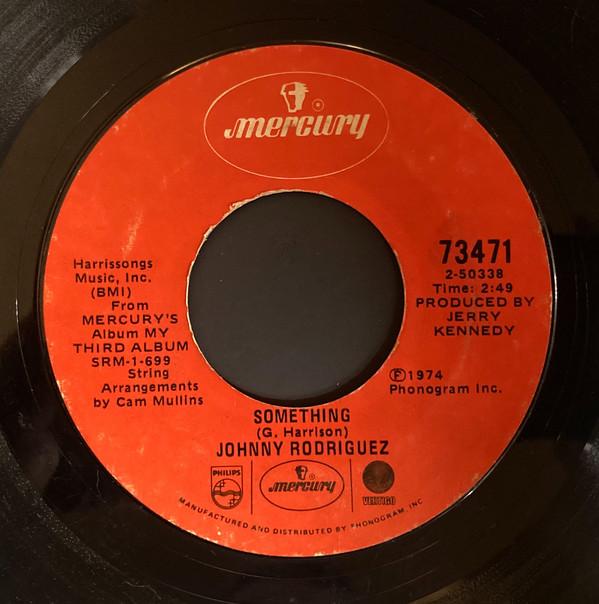 mercury
Harrissongs
Music, Inc.
(BMI)
From
MERCURY'S
Album MY
THIRD ALBUM
SRM-1-699
String
Arrangements
by Cam Mullins
73471
2-50338
Time: 2:49
PRODUCED BY
JERRY
KENNEDY
Ⓟ1974
Phonogram Inc.
SOMETHING
(G. Harrison)
JOHNNY RODRIGUEZ
PHILIPS
mercury
VERTIGO
MANUFACTURED AND DISTRIBUTED BY PHONOGRAM, INC